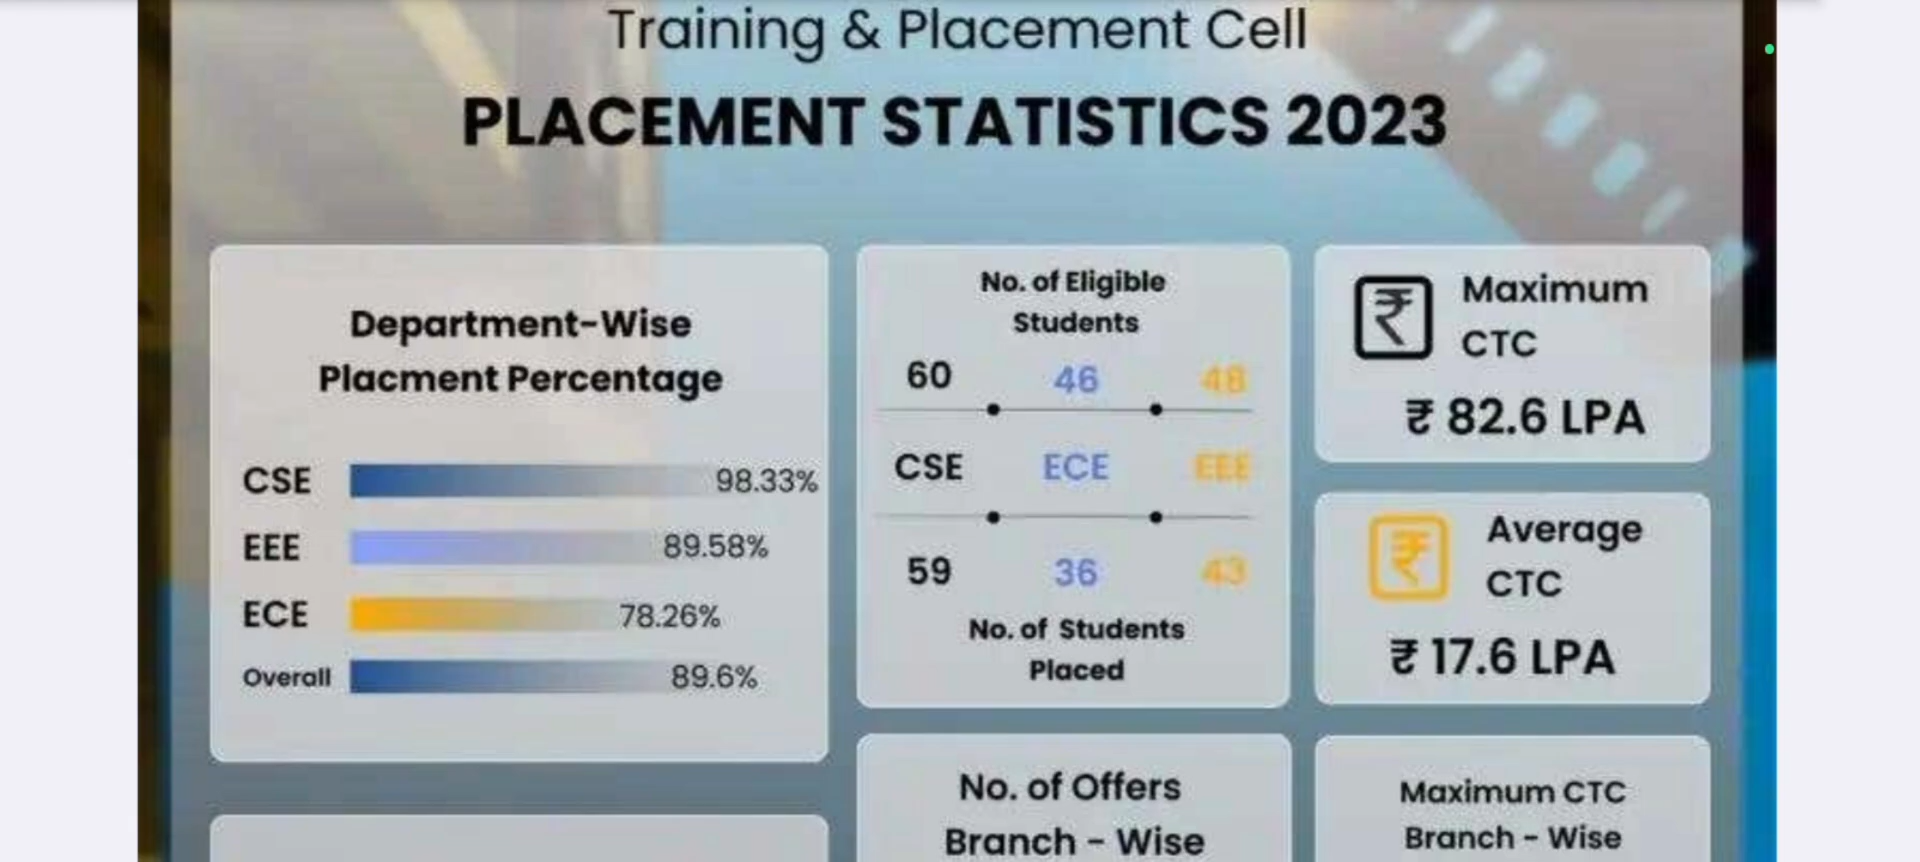 Training & Placement Cell
PLACEMENT STATISTICS 2023
Department-Wise
Placment Percentage
CSE 98.33%
EEE 89.58%
ECE 78.26%
Overall 89.6%
No. of Eligible
Students
60 46 48
CSE ECE EEE
59 36 43
No. of Students
Placed
₹ Maximum
CTC
₹ 82.6 LPA
₹ Average
CTC
₹ 17.6 LPA
No. of Offers
Branch - Wise
Maximum CTC
Branch - Wise